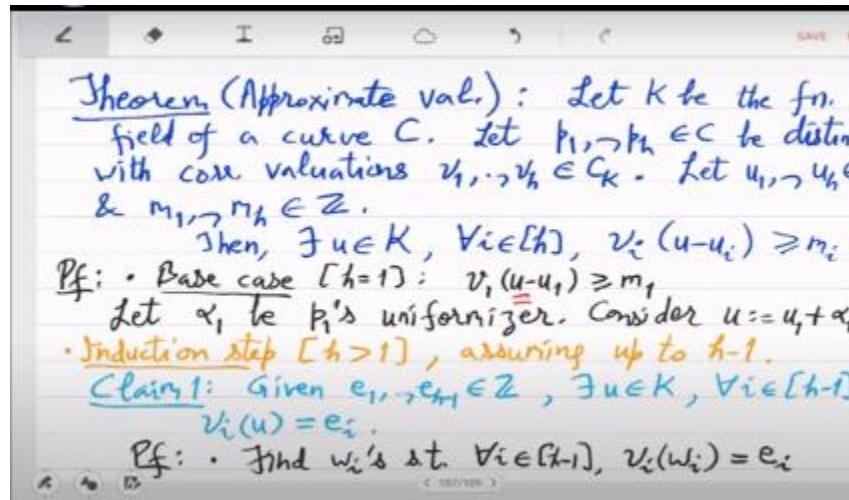 SAVE
Theorem (Approximate val.): Let K be the fn.
field of a curve C. Let p₁,..,pₕ ∈ C be distin
with corr valuations v₁,..,vₕ ∈ C_K. Let u₁,..,uₕ ∈
& m₁,..,mₕ ∈ ℤ.
Then, ∃u∈K, ∀i∈[h], vᵢ(u-uᵢ) ⩾ mᵢ
Pf: • Base case [h=1]: v₁(u-u₁) ⩾ m₁
Let α₁ be p₁'s uniformizer. Consider u := u₁+α
• Induction step [h>1], assuming up to h-1.
Claim 1: Given e₁,..,eₕ₋₁ ∈ ℤ, ∃u∈K, ∀i∈[h-1]
vᵢ(u) = eᵢ.
Pf: • Find wᵢ's s.t. ∀i∈[h-1], vᵢ(wᵢ) = eᵢ